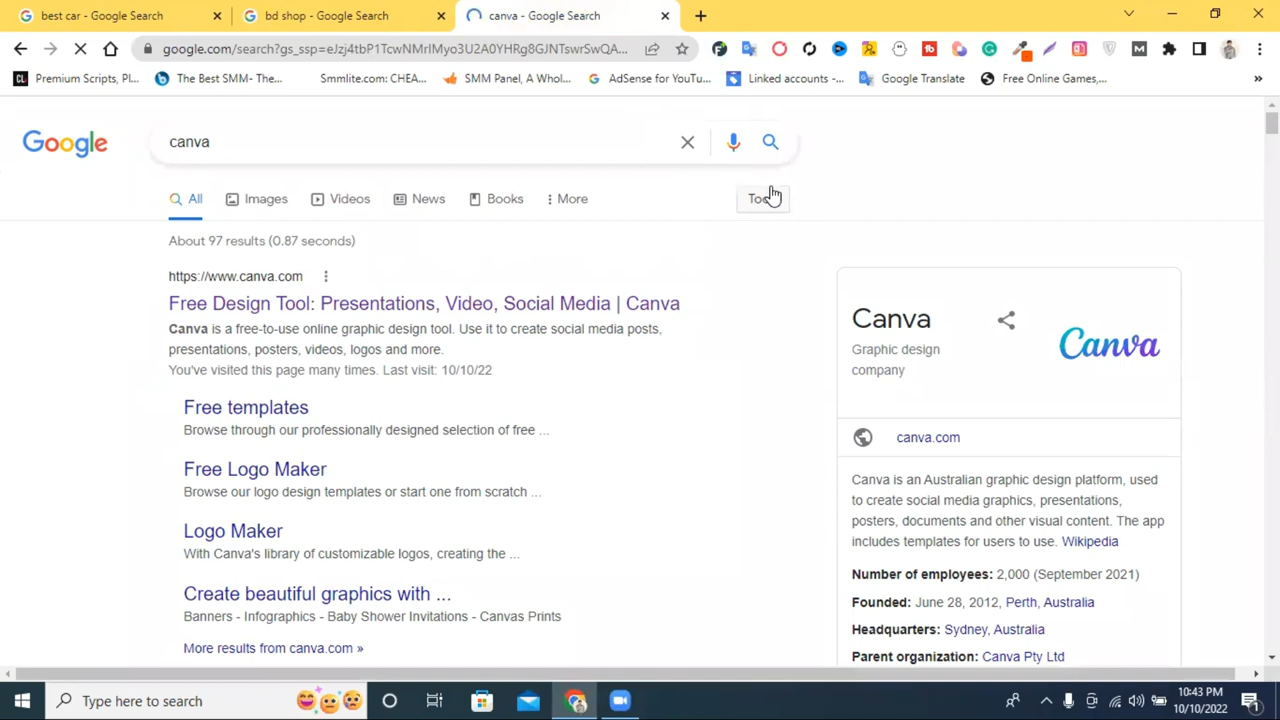 best car - Google Search
bd shop - Google Search
canva - Google Search
google.com/search?gs_ssp=eJzj4tbP1TcwNMrIMyo3U2A0YHRg8GJNTswrSwQA...
Premium Scripts, Pl...
The Best SMM- The...
Smmlite.com: CHEA...
SMM Panel, A Whol...
AdSense for YouTu...
Linked accounts -...
Google Translate
Free Online Games,...
»
Google
canva
All
Images
Videos
News
Books
More
About 97 results (0.87 seconds)
https://www.canva.com
Free Design Tool: Presentations, Video, Social Media | Canva
Canva is a free-to-use online graphic design tool. Use it to create social media posts,
presentations, posters, videos, logos and more.
You've visited this page many times. Last visit: 10/10/22
Free templates
Browse through our professionally designed selection of free ...
Free Logo Maker
Browse our logo design templates or start one from scratch ...
Logo Maker
With Canva's library of customizable logos, creating the ...
Create beautiful graphics with ...
Banners - Infographics - Baby Shower Invitations - Canvas Prints
More results from canva.com »
Canva
Graphic design
company
Canva
canva.com
Canva is an Australian graphic design platform, used
to create social media graphics, presentations,
posters, documents and other visual content. The app
includes templates for users to use. Wikipedia
Number of employees: 2,000 (September 2021)
Founded: June 28, 2012, Perth, Australia
Headquarters: Sydney, Australia
Parent organization: Canva Pty Ltd
Type here to search
10:43 PM
10/10/2022
1